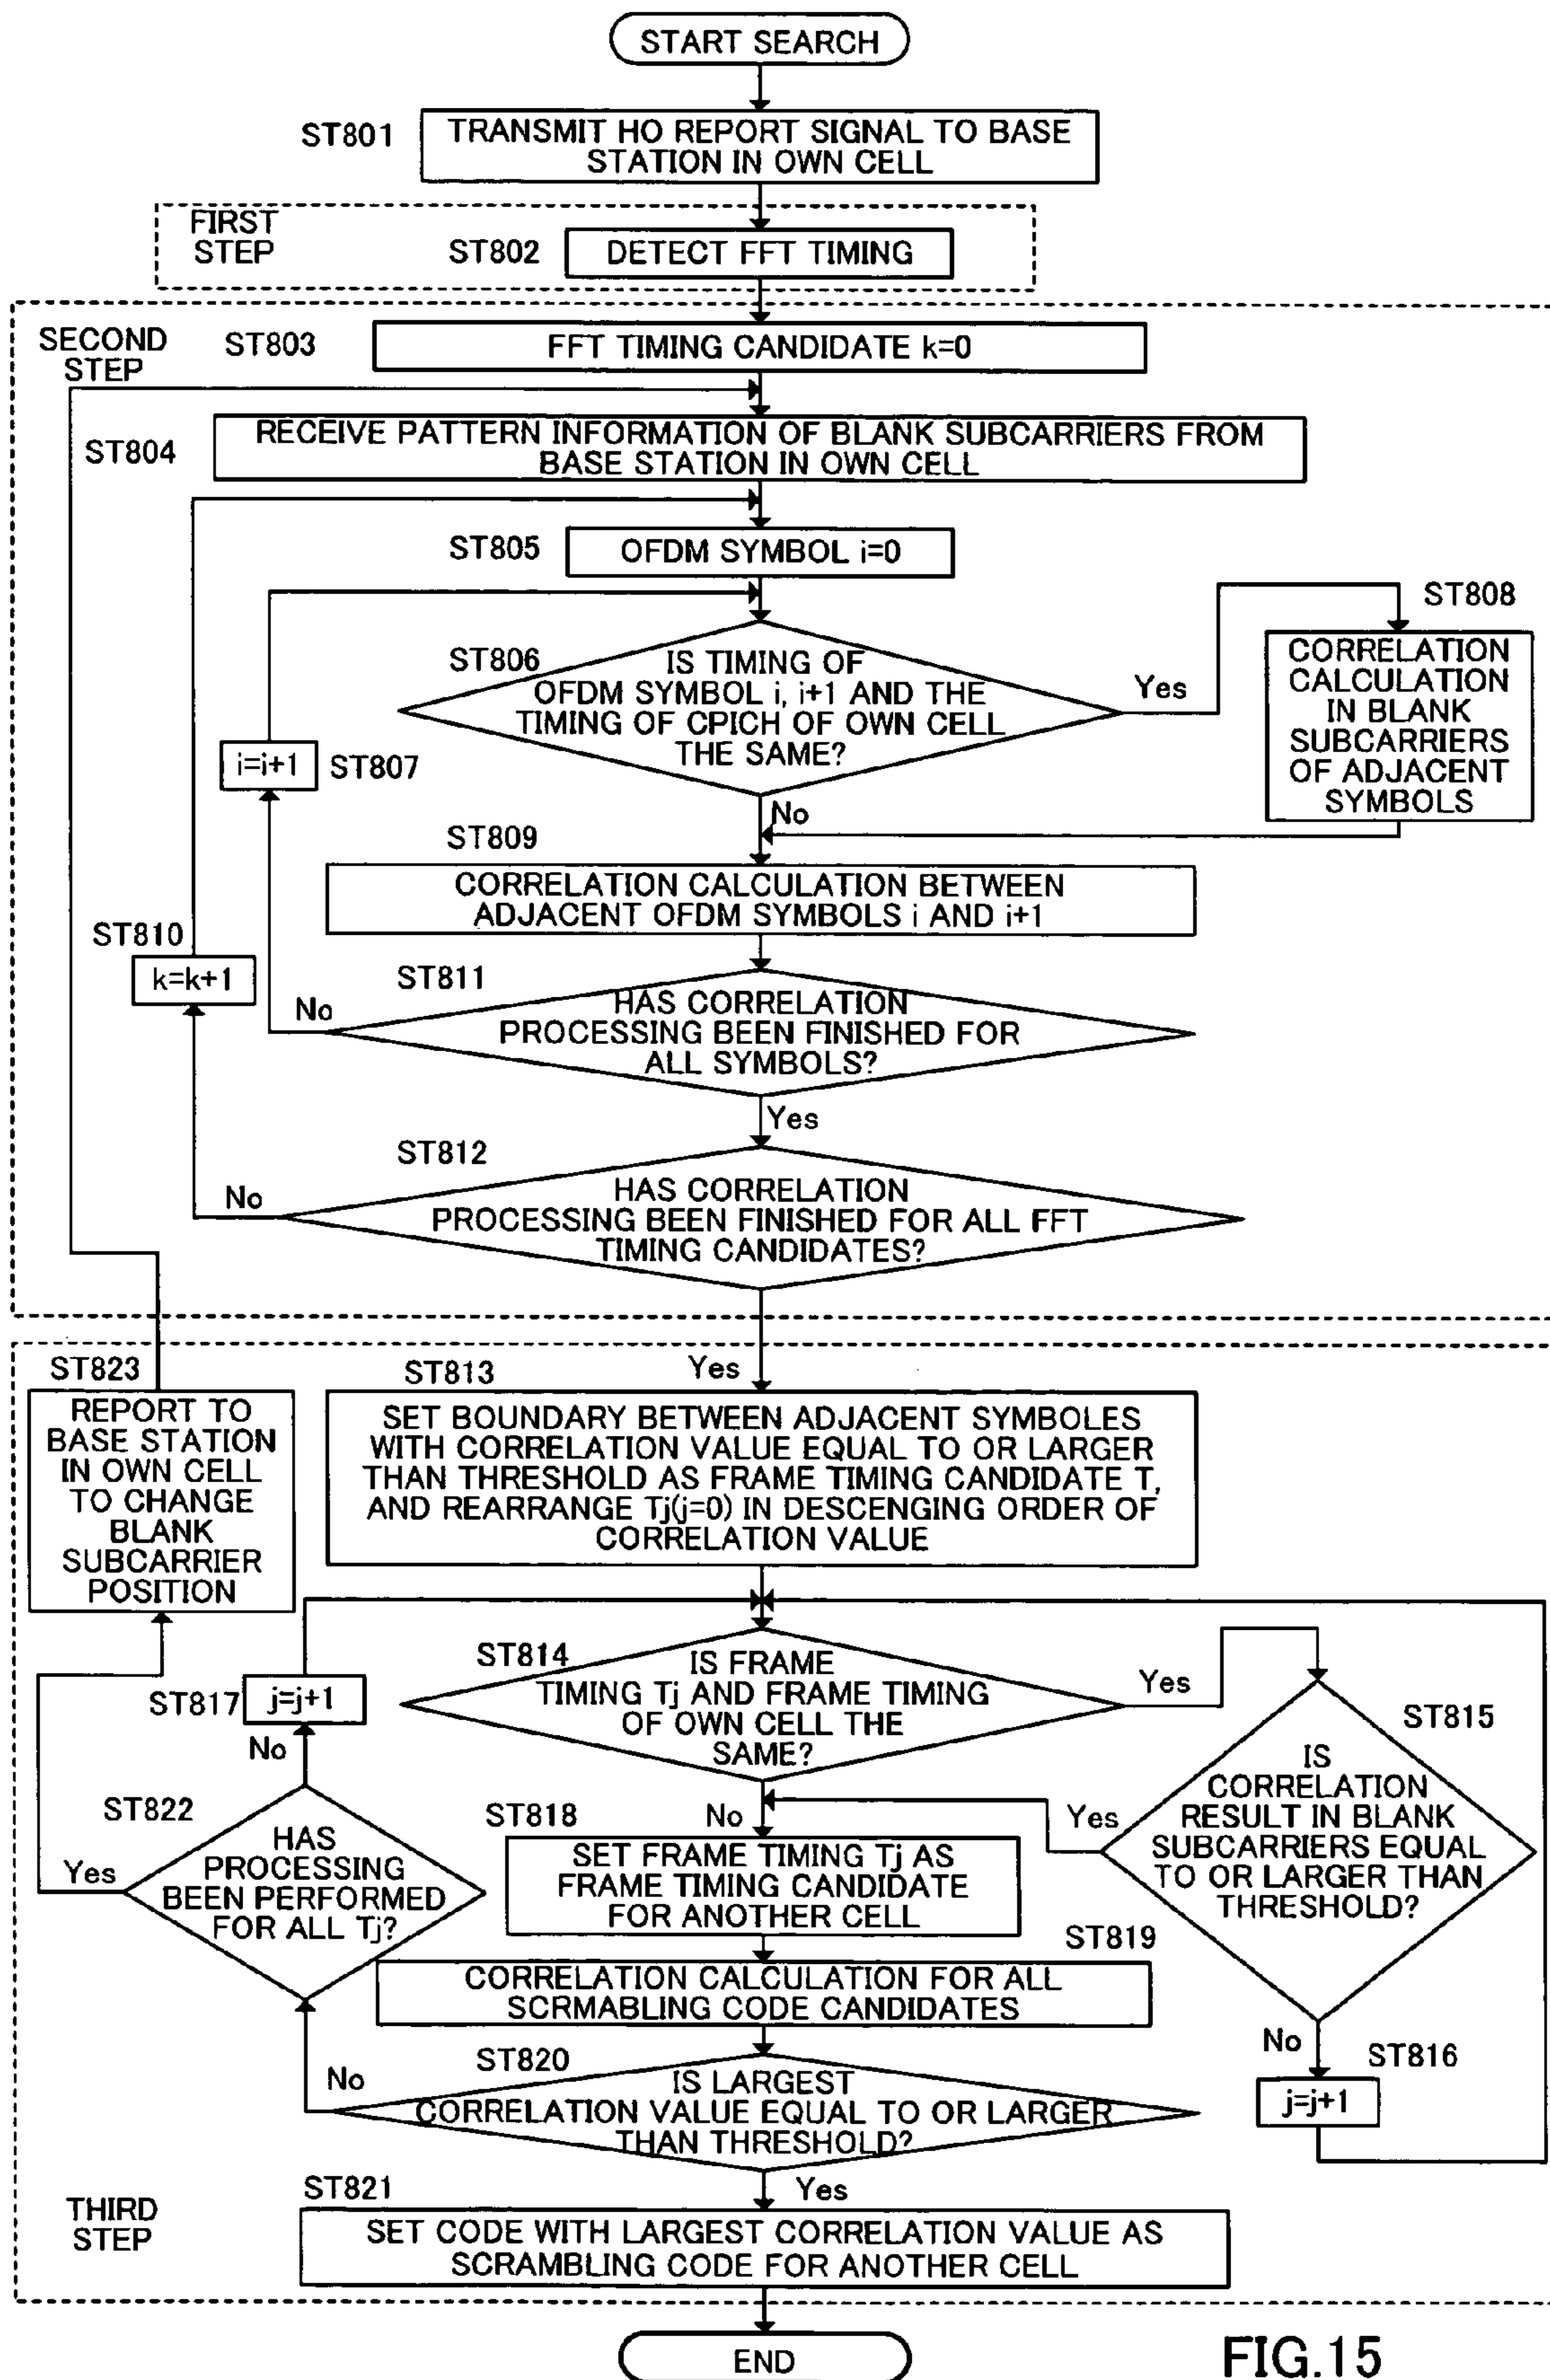 START SEARCH
ST801
TRANSMIT HO REPORT SIGNAL TO BASE
STATION IN OWN CELL
FIRST
STEP
ST802
DETECT FFT TIMING
SECOND
STEP
ST803
FFT TIMING CANDIDATE k=0
ST804
RECEIVE PATTERN INFORMATION OF BLANK SUBCARRIERS FROM
BASE STATION IN OWN CELL
ST805
OFDM SYMBOL i=0
ST806
IS TIMING OF
OFDM SYMBOL i, i+1 AND THE
TIMING OF CPICH OF OWN CELL
THE SAME?
Yes
ST808
CORRELATION
CALCULATION
IN BLANK
SUBCARRIERS
OF ADJACENT
SYMBOLS
i=i+1
ST807
No
ST809
CORRELATION CALCULATION BETWEEN
ADJACENT OFDM SYMBOLS i AND i+1
ST810
k=k+1
ST811
No
HAS CORRELATION
PROCESSING BEEN FINISHED FOR
ALL SYMBOLS?
Yes
ST812
No
HAS CORRELATION
PROCESSING BEEN FINISHED FOR ALL FFT
TIMING CANDIDATES?
Yes
ST823
REPORT TO
BASE STATION
IN OWN CELL
TO CHANGE
BLANK
SUBCARRIER
POSITION
ST813
SET BOUNDARY BETWEEN ADJACENT SYMBOLES
WITH CORRELATION VALUE EQUAL TO OR LARGER
THAN THRESHOLD AS FRAME TIMING CANDIDATE T,
AND REARRANGE Tj(j=0) IN DESCENGING ORDER OF
CORRELATION VALUE
ST814
IS FRAME
TIMING Tj AND FRAME TIMING
OF OWN CELL THE
SAME?
Yes
ST815
IS
CORRELATION
RESULT IN BLANK
SUBCARRIERS EQUAL
TO OR LARGER THAN
THRESHOLD?
Yes
No
ST816
j=j+1
ST817
j=j+1
No
ST822
HAS
PROCESSING
BEEN PERFORMED
FOR ALL Tj?
Yes
No
ST818
SET FRAME TIMING Tj AS
FRAME TIMING CANDIDATE
FOR ANOTHER CELL
ST819
CORRELATION CALCULATION FOR ALL
SCRMABLING CODE CANDIDATES
ST820
No
IS LARGEST
CORRELATION VALUE EQUAL TO OR LARGER
THAN THRESHOLD?
Yes
ST821
SET CODE WITH LARGEST CORRELATION VALUE AS
SCRAMBLING CODE FOR ANOTHER CELL
THIRD
STEP
END
FIG.15